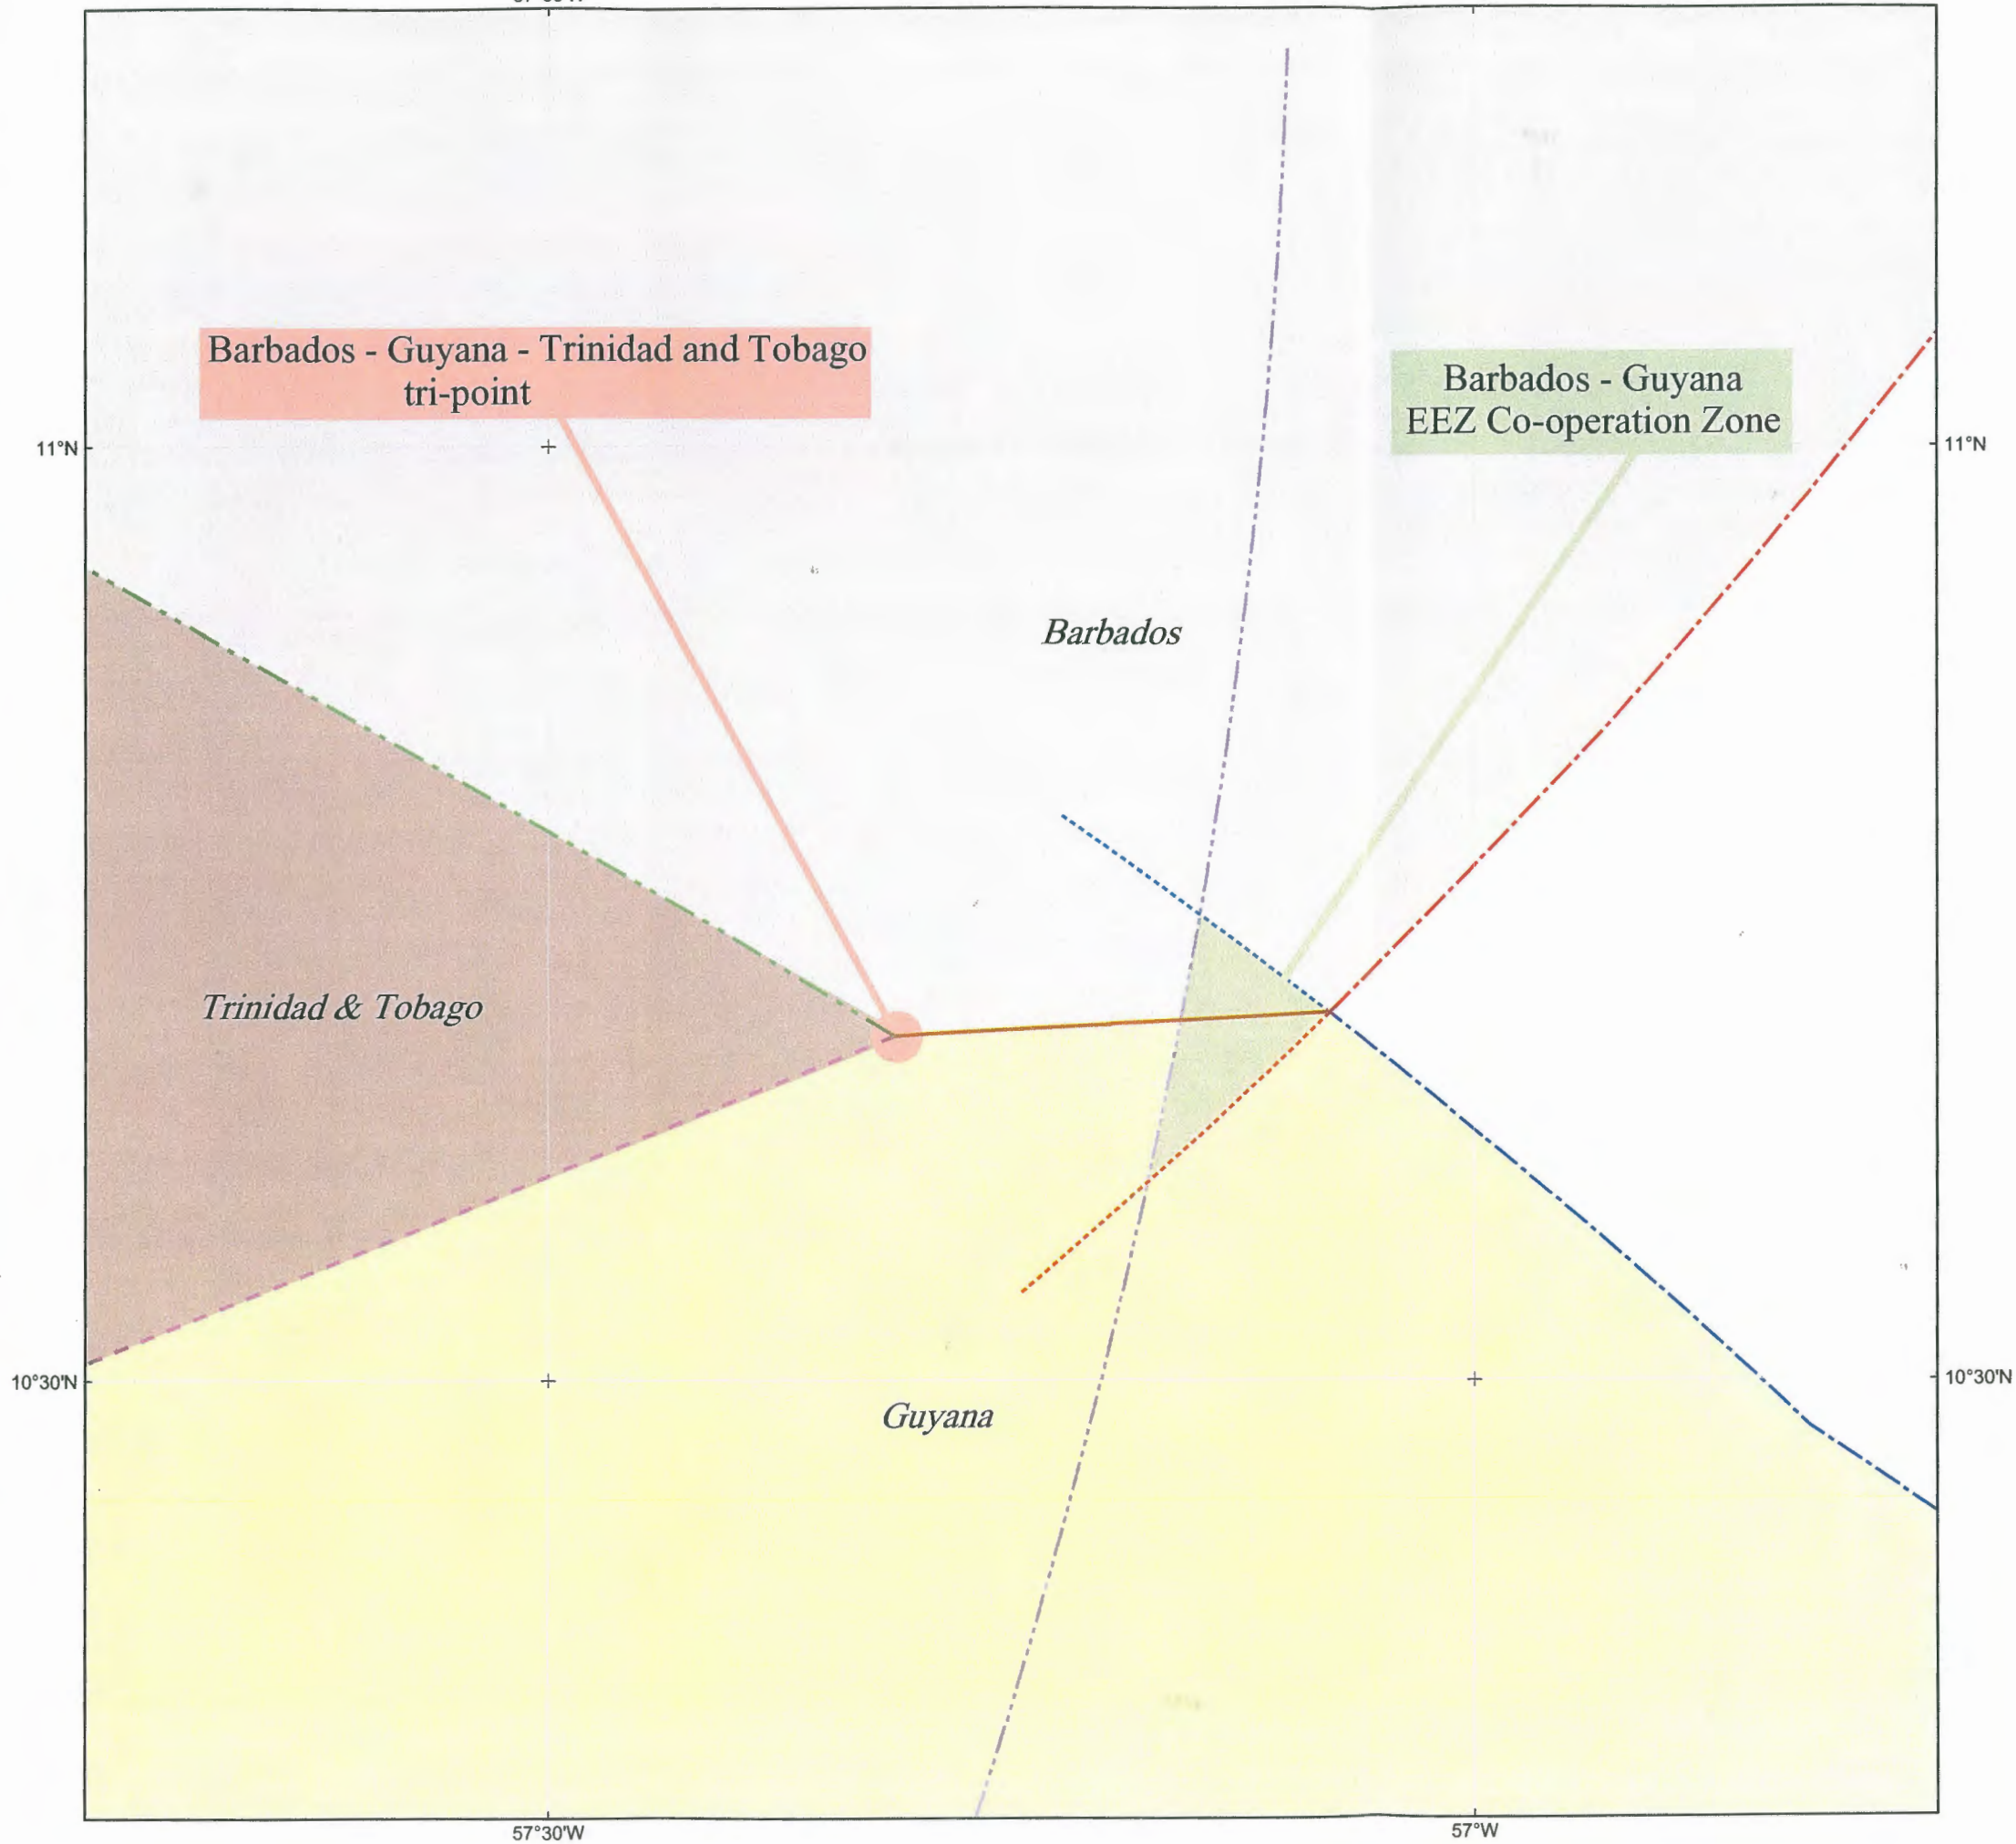 Barbados - Guyana - Trinidad and Tobago
tri-point
Barbados - Guyana
EEZ Co-operation Zone
11°N
11°N
Barbados
Trinidad & Tobago
10°30'N
10°30'N
Guyana
57°30'W
57°W